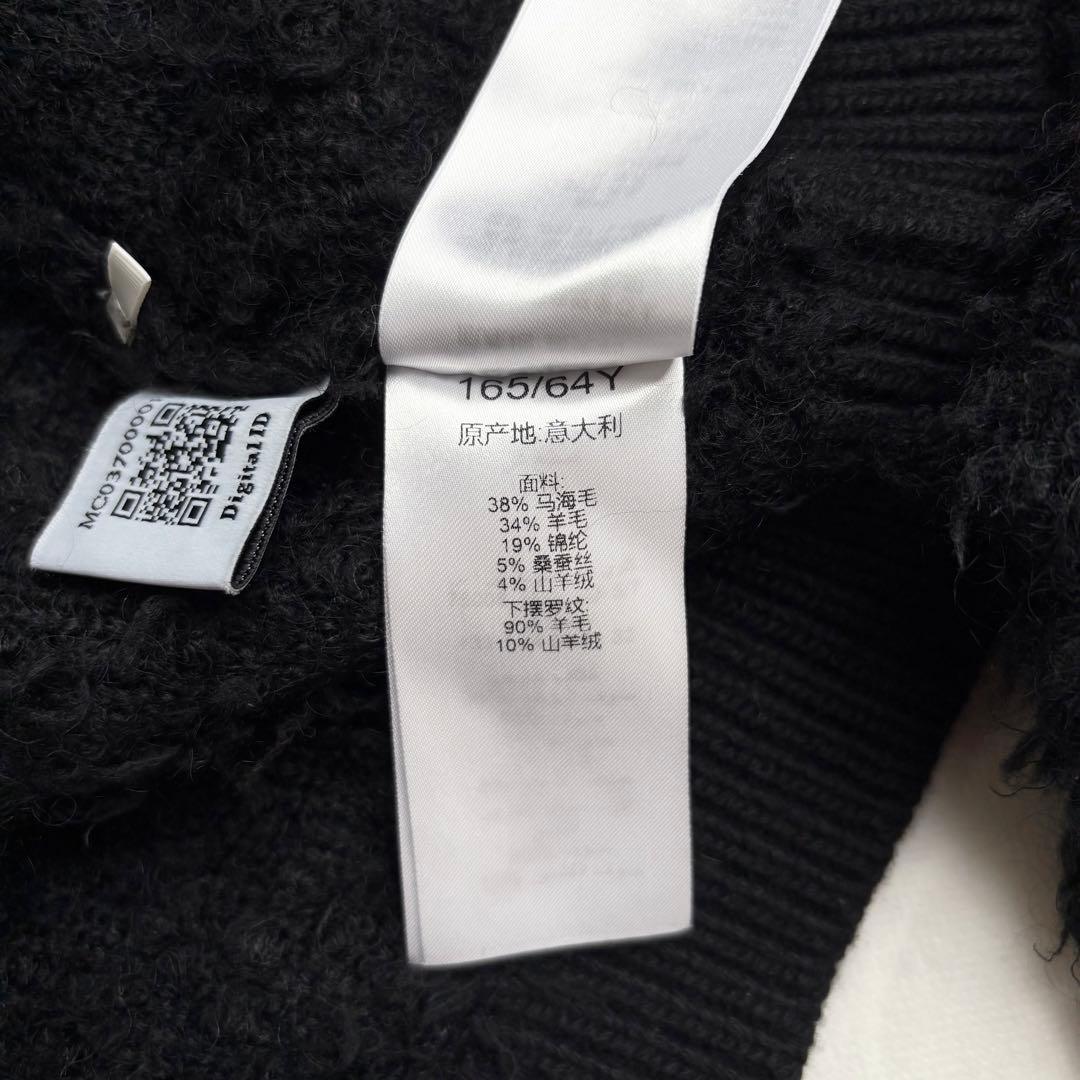 MC0370000
Digital ID
165/64Y
原产地:意大利
面料:
38% 马海毛
34% 羊毛
19% 锦纶
5% 桑蚕丝
4% 山羊绒
下摆罗纹:
90% 羊毛
10% 山羊绒